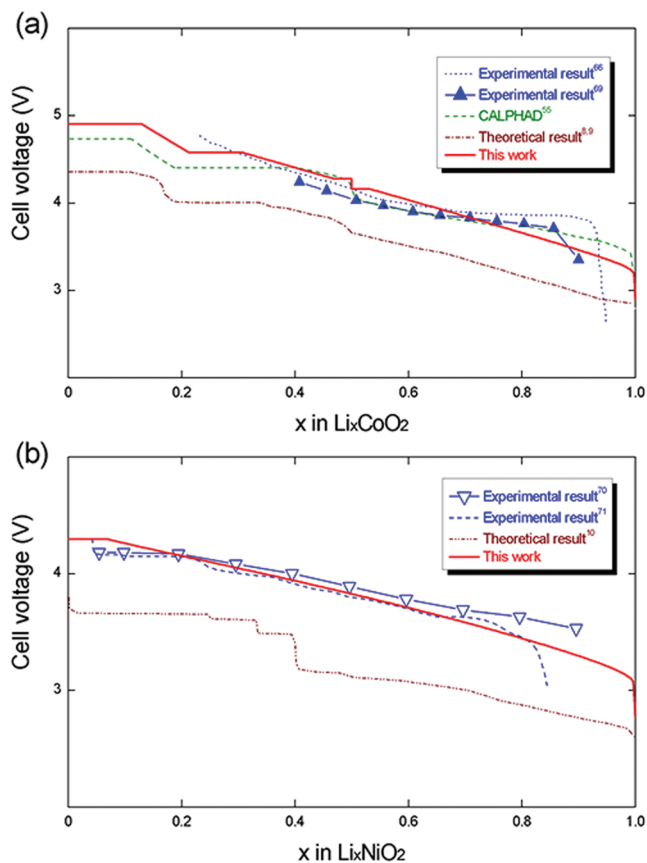 (a)
Cell voltage (V)
5
4
3
Experimental result⁶⁶
Experimental result⁶⁹
CALPHAD⁵⁵
Theoretical result⁸,⁹
This work
0
0.2
0.4
0.6
0.8
1.0
x in LiₓCoO₂
(b)
Cell voltage (V)
4
3
Experimental result⁷⁰
Experimental result⁷¹
Theoretical result¹⁰
This work
0
0.2
0.4
0.6
0.8
1.0
x in LiₓNiO₂